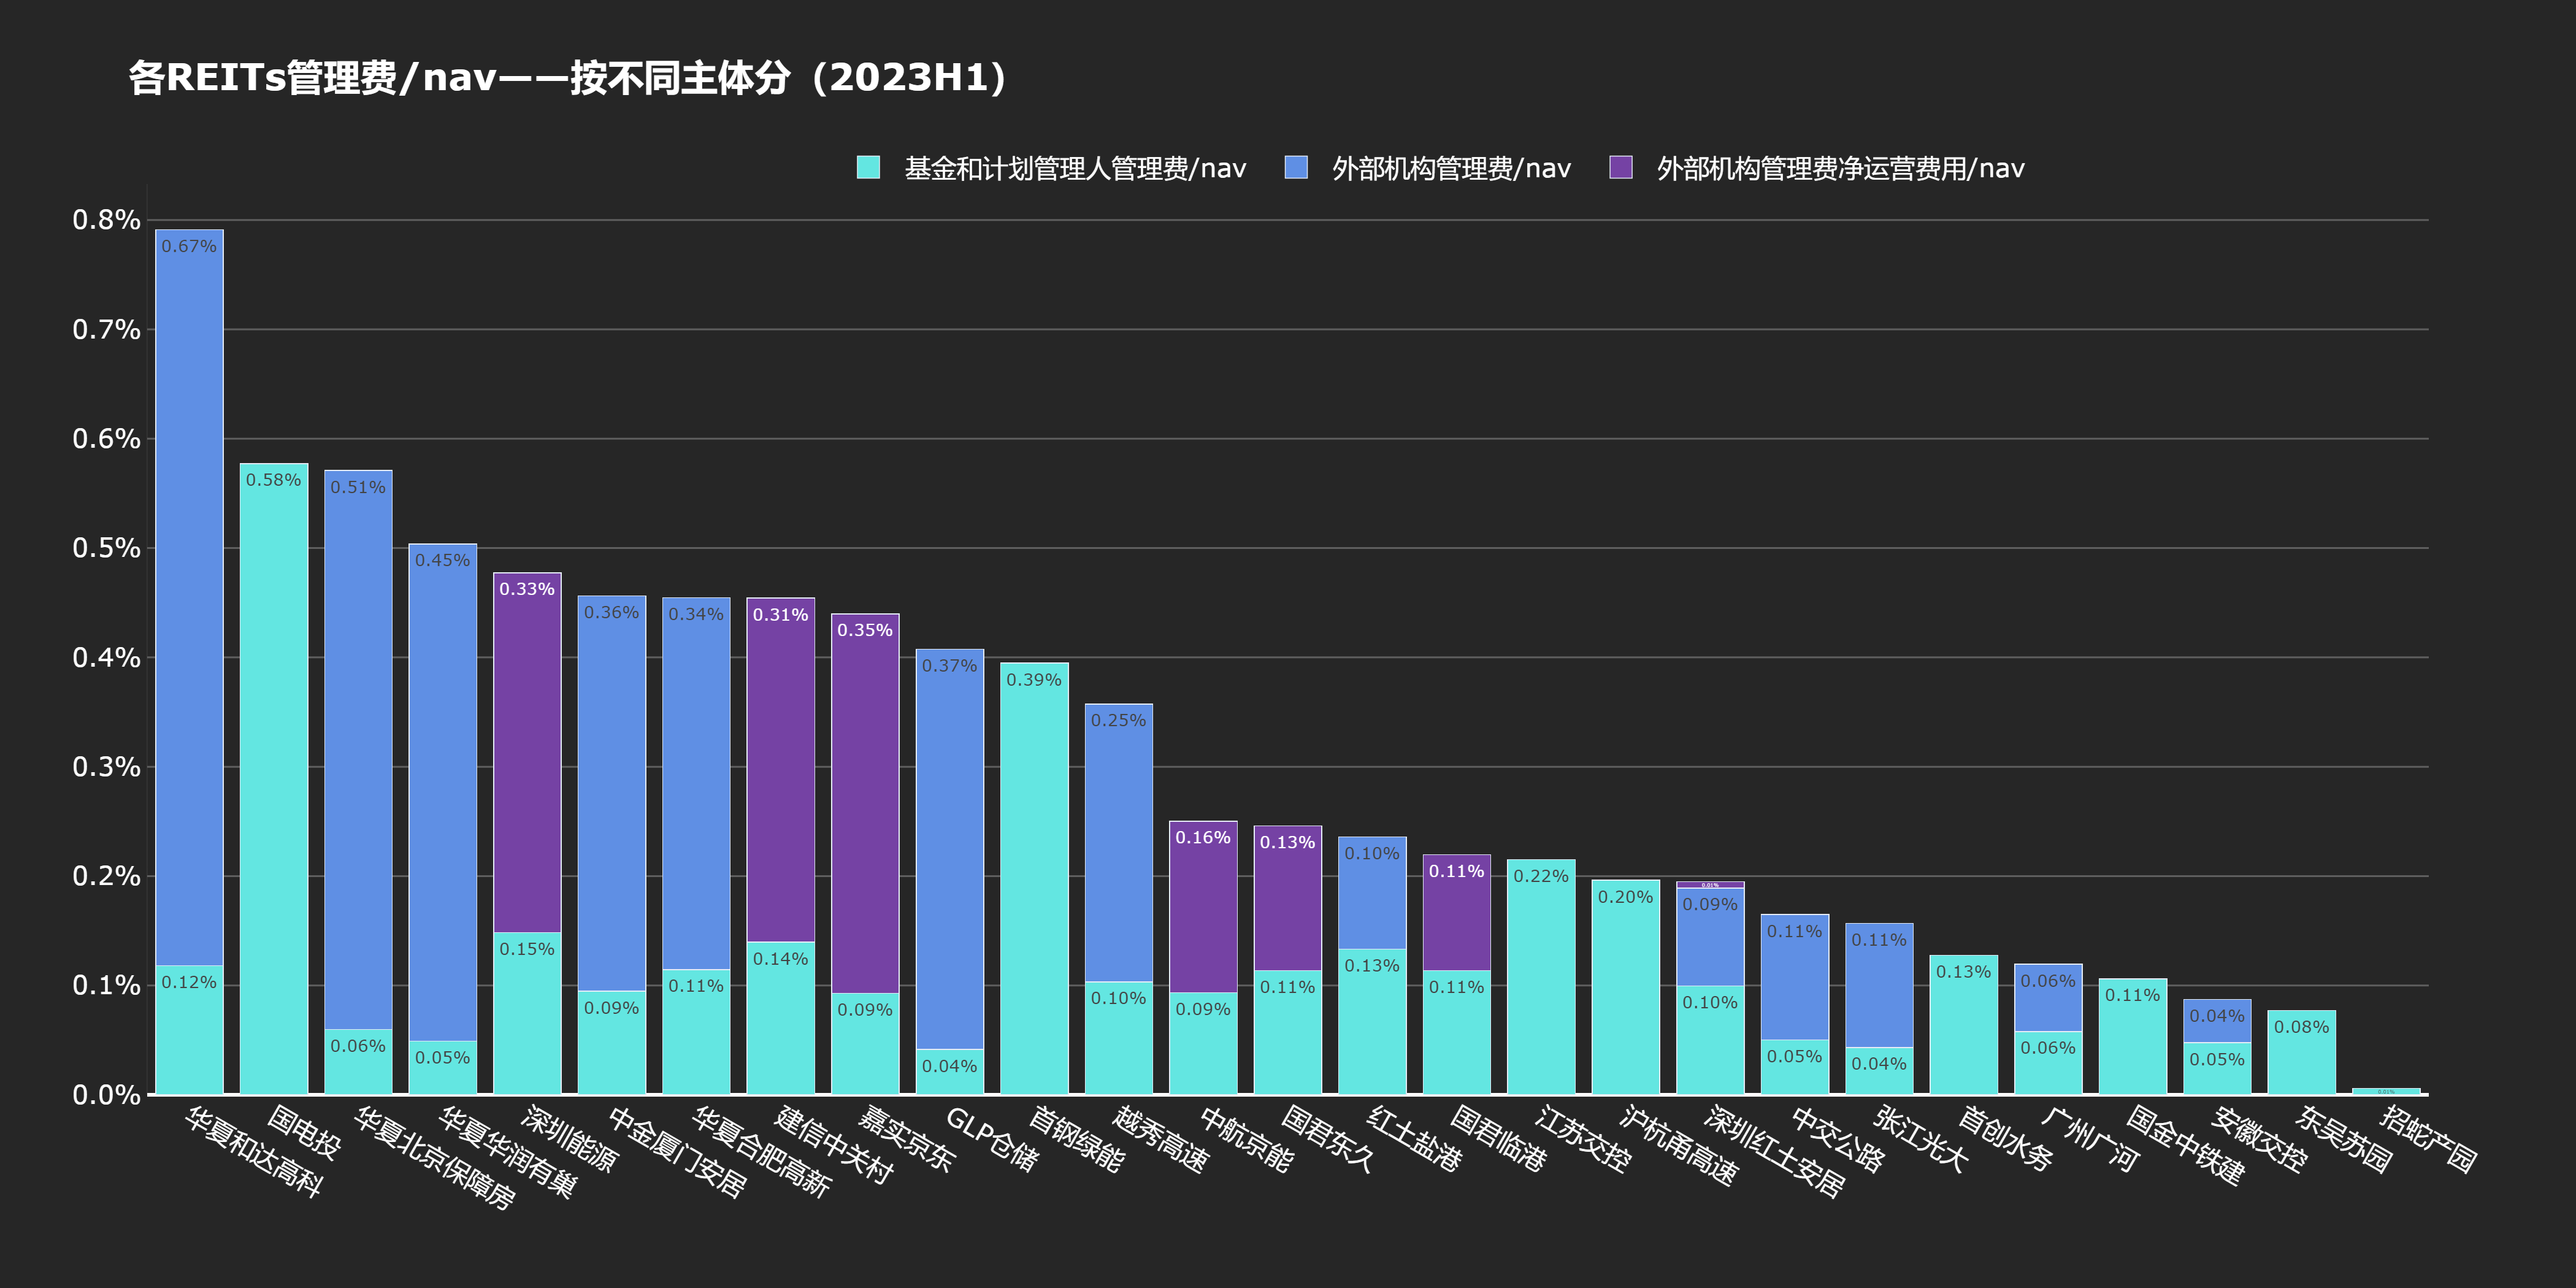 各REITs管理费/nav——按不同主体分（2023H1）
基金和计划管理人管理费/nav
外部机构管理费/nav
外部机构管理费净运营费用/nav
0.8%
0.7%
0.6%
0.5%
0.4%
0.3%
0.2%
0.1%
0.0%
0.67%
0.12%
0.58%
0.51%
0.06%
0.45%
0.05%
0.33%
0.15%
0.36%
0.09%
0.34%
0.11%
0.31%
0.14%
0.35%
0.09%
0.37%
0.04%
0.39%
0.25%
0.10%
0.16%
0.09%
0.13%
0.11%
0.10%
0.13%
0.11%
0.11%
0.22%
0.20%
0.01%
0.09%
0.10%
0.11%
0.05%
0.11%
0.04%
0.13%
0.06%
0.06%
0.11%
0.04%
0.05%
0.08%
0.01%
华夏和达高科
国电投
华夏北京保障房
华夏华润有巢
深圳能源
中金厦门安居
华夏合肥高新
建信中关村
嘉实京东
GLP仓储
首钢绿能
越秀高速
中航京能
国君东久
红土盐港
国君临港
江苏交控
沪杭甬高速
深圳红土安居
中交公路
张江光大
首创水务
广州广河
国金中铁建
安徽交控
东吴苏园
招蛇产园